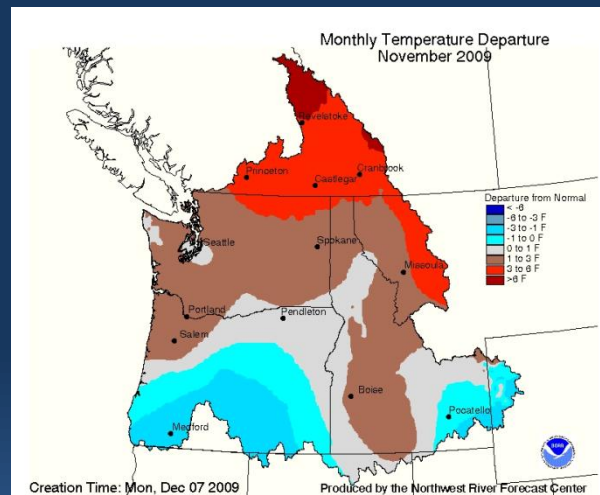 Monthly Temperature Departure
November 2009
Revelstoke
Princeton
Castlegar
Cranbrook
Departure from Normal
< -6
-6 to -3 F
-3 to -1 F
-1 to 0 F
0 to 1 F
1 to 3 F
3 to 6 F
>6 F
Seattle
Spokane
Missoula
Portland
Pendleton
Salem
Boise
Pocatello
Medford
Creation Time: Mon, Dec 07 2009
Produced by the Northwest River Forecast Center